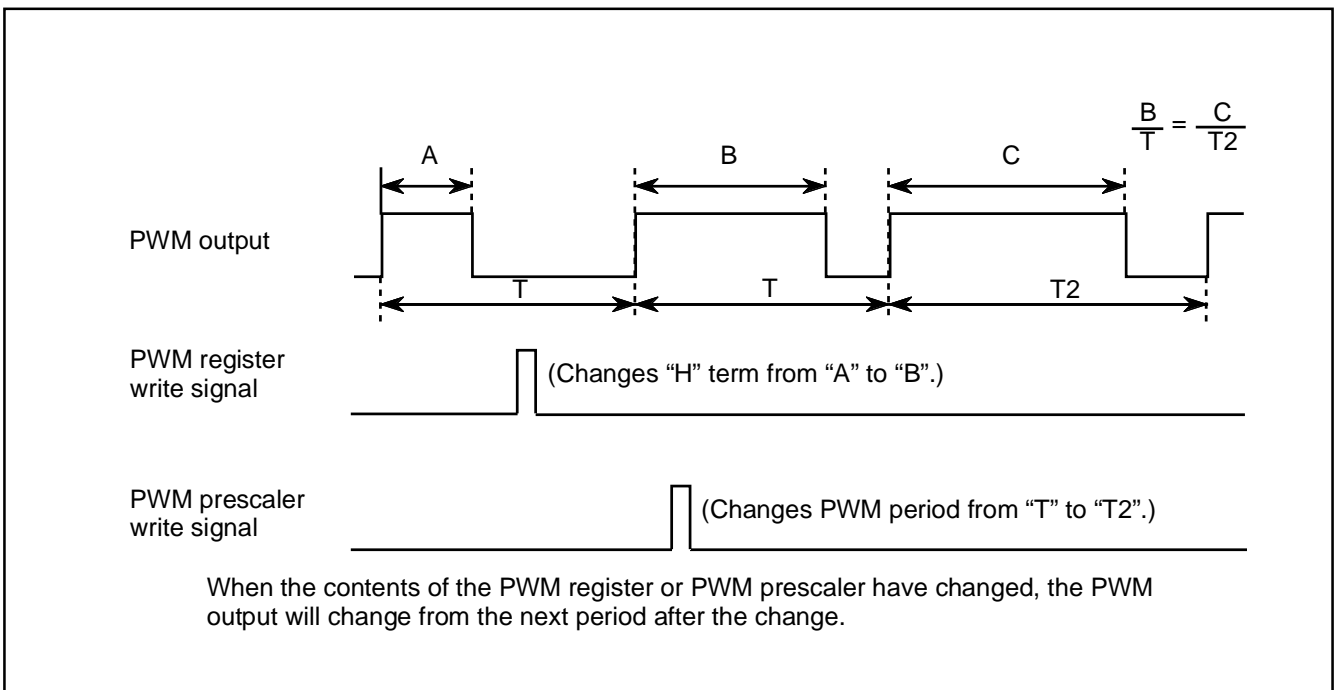 B = C
T T2
A B C
PWM output
T T T2
PWM register
write signal
(Changes “H” term from “A” to “B”.)
PWM prescaler
write signal
(Changes PWM period from “T” to “T2”.)
When the contents of the PWM register or PWM prescaler have changed, the PWM
output will change from the next period after the change.